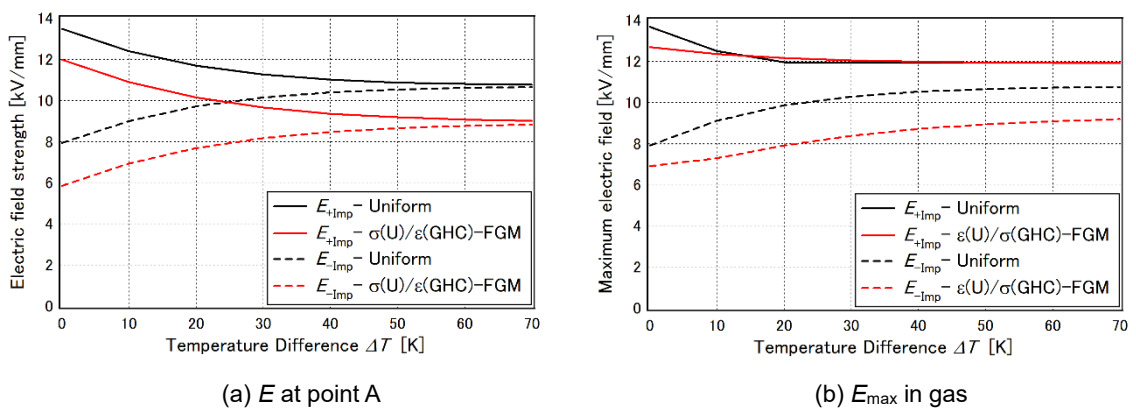 14
12
10
8
6
4
2
0
Electric field strength [kV/mm]
E+Imp− Uniform
E+Imp− σ(U)/ε(GHC)−FGM
E−Imp− Uniform
E−Imp− σ(U)/ε(GHC)−FGM
0 10 20 30 40 50 60 70
Temperature Difference ΔT [K]
(a) E at point A
14
12
10
8
6
4
2
0
Maximum electric field [kV/mm]
E+Imp− Uniform
E+Imp− ε(U)/σ(GHC)−FGM
E−Imp− Uniform
E−Imp− ε(U)/σ(GHC)−FGM
0 10 20 30 40 50 60 70
Temperature Difference ΔT [K]
(b) Emax in gas